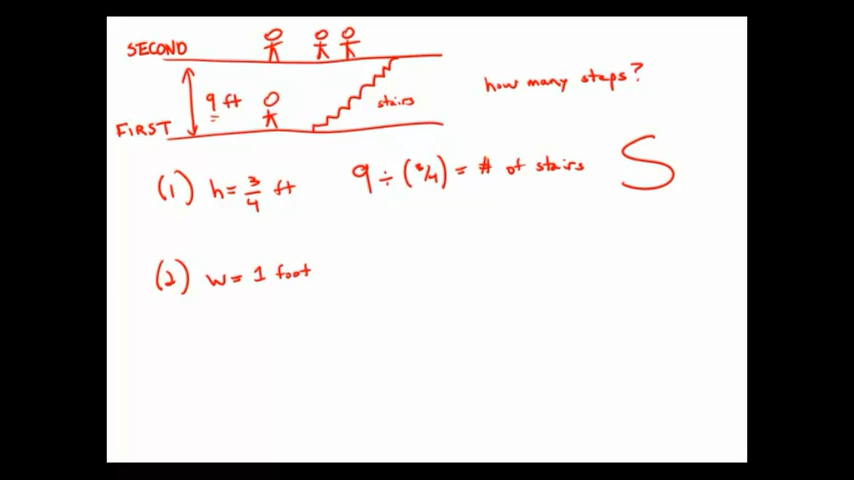 SECOND
how many steps?
9 ft
stairs
FIRST
(1) h = 3/4 ft
9 ÷ (3/4) = # of stairs
S
(2) w = 1 foot